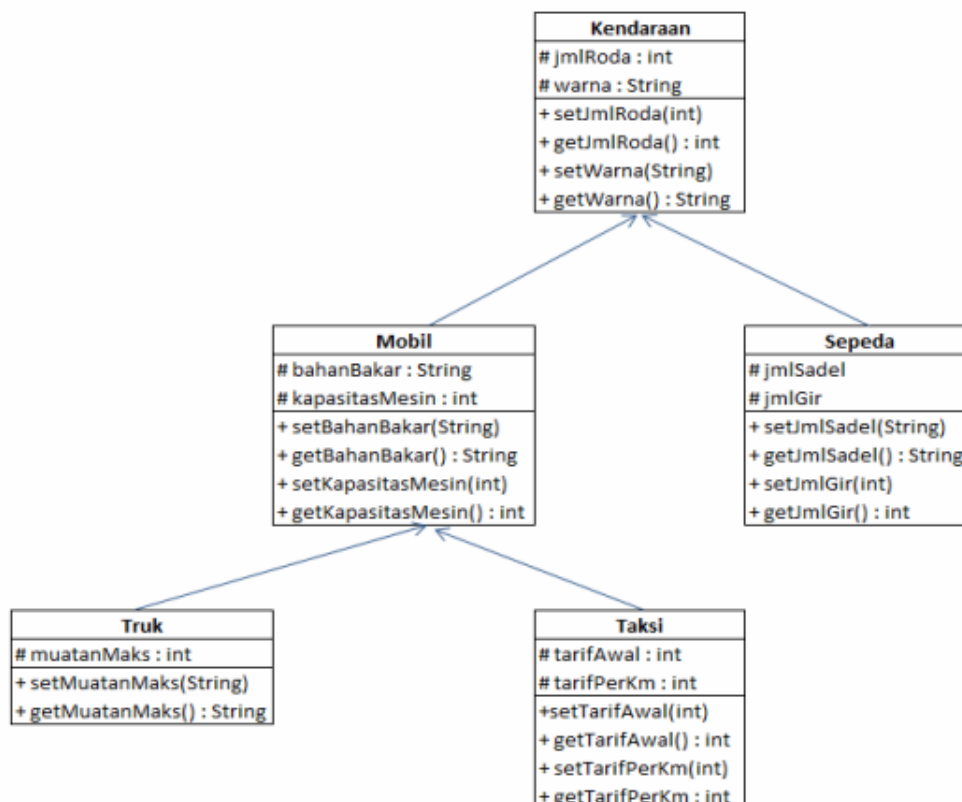 Kendaraan
# jmlRoda : int
# warna : String
+ setJmlRoda(int)
+ getJmlRoda() : int
+ setWarna(String)
+ getWarna() : String
Mobil
# bahanBakar : String
# kapasitasMesin : int
+ setBahanBakar(String)
+ getBahanBakar() : String
+ setKapasitasMesin(int)
+ getKapasitasMesin() : int
Sepeda
# jmlSadel
# jmlGir
+ setJmlSadel(String)
+ getJmlSadel() : String
+ setJmlGir(int)
+ getJmlGir() : int
Truk
# muatanMaks : int
+ setMuatanMaks(String)
+ getMuatanMaks() : String
Taksi
# tarifAwal : int
# tarifPerKm : int
+setTarifAwal(int)
+ getTarifAwal() : int
+ setTarifPerKm(int)
+ getTarifPerKm : int